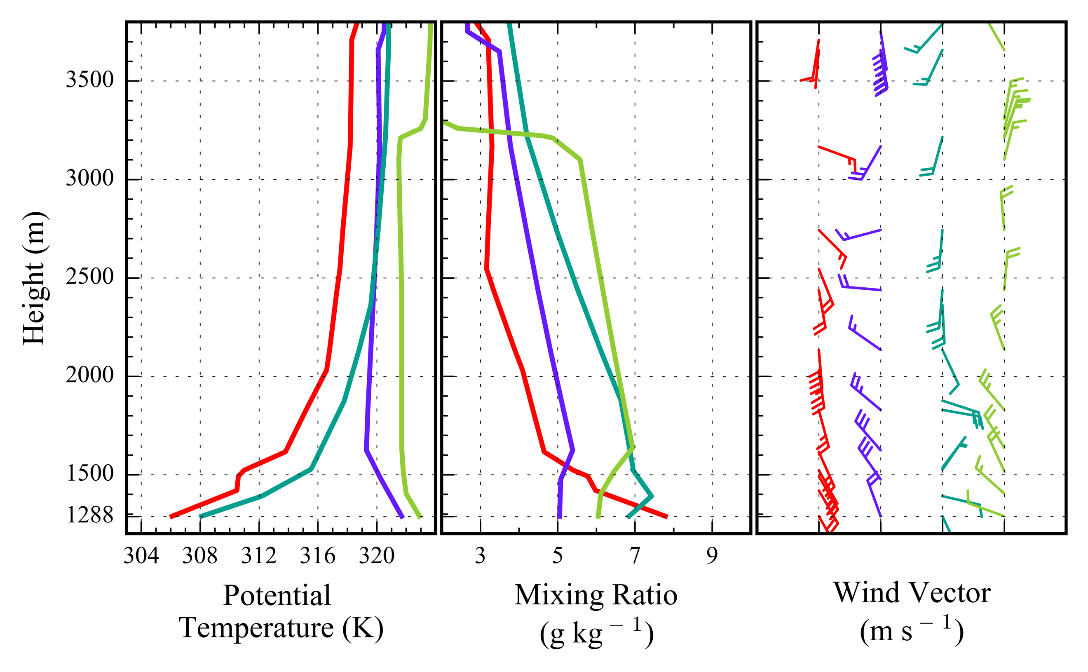 Height (m)
3500
3000
2500
2000
1500
1288
304 308 312 316 320
3 5 7 9
Potential
Temperature (K)
Mixing Ratio
(g kg − 1)
Wind Vector
(m s − 1)